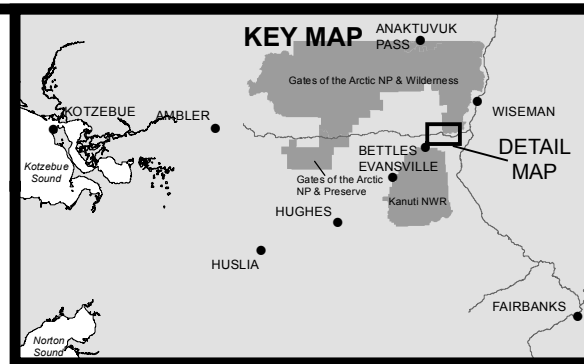 KEY MAP
ANAKTUVUK
PASS
Gates of the Arctic NP & Wilderness
KOTZEBUE
AMBLER
WISEMAN
Kotzebue
Sound
BETTLES
EVANSVILLE
DETAIL
MAP
Gates of the Arctic
NP & Preserve
Kanuti NWR
HUGHES
HUSLIA
FAIRBANKS
Norton
Sound